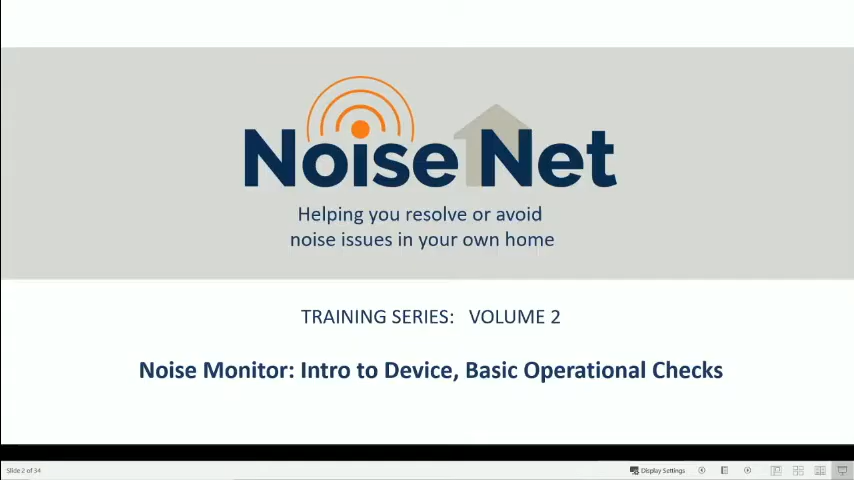 Noise Net
Helping you resolve or avoid
noise issues in your own home
TRAINING SERIES: VOLUME 2
Noise Monitor: Intro to Device, Basic Operational Checks
Slide 2 of 34
Display Settings